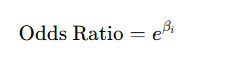 Odds Ratio = e^{β_i}